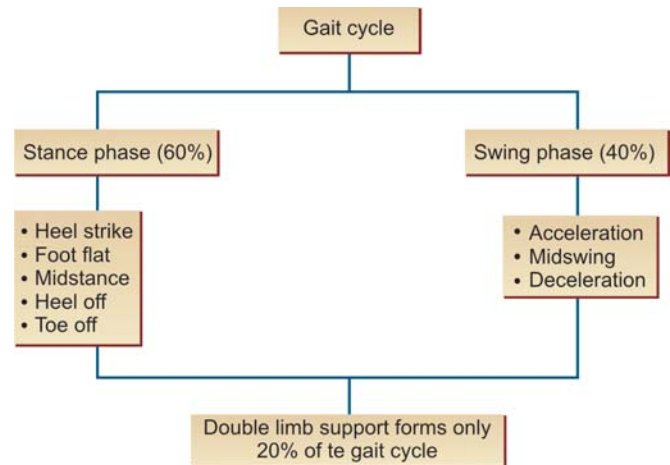 Gait cycle
Stance phase (60%)
Swing phase (40%)
• Heel strike
• Foot flat
• Midstance
• Heel off
• Toe off
• Acceleration
• Midswing
• Deceleration
Double limb support forms only
20% of te gait cycle